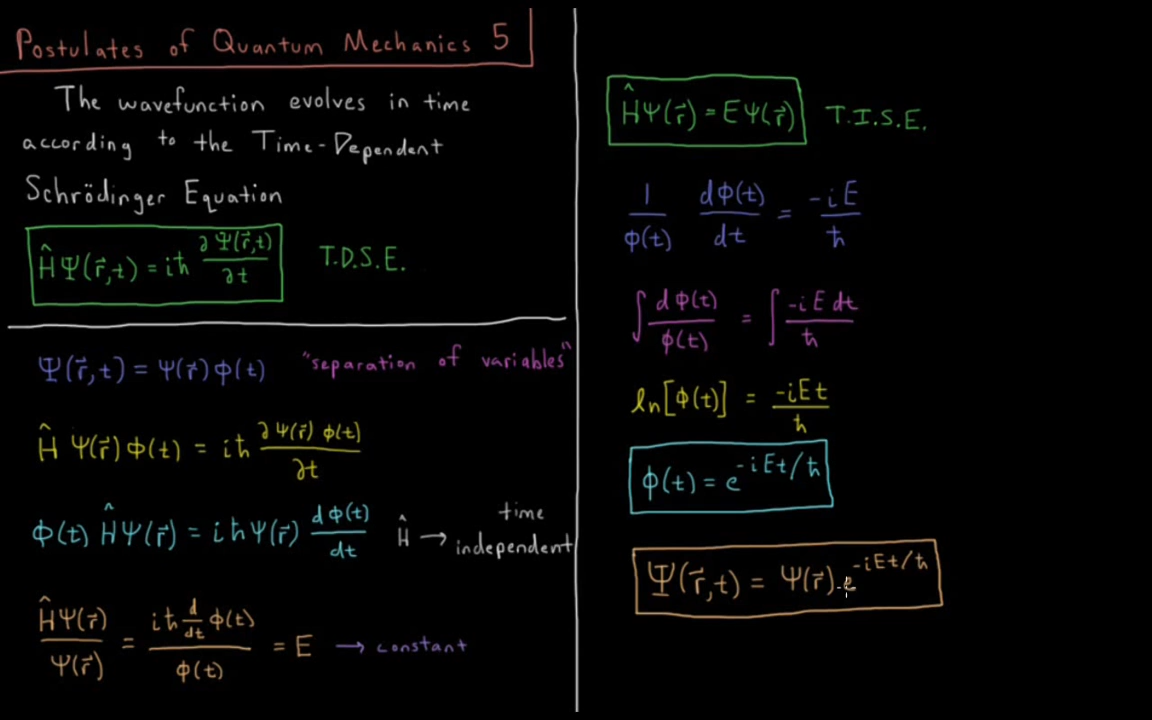 Postulates of Quantum Mechanics 5
The wavefunction evolves in time
according to the Time-Dependent
Schrödinger Equation
ĤΨ(r⃗,t) = iħ ∂Ψ(r⃗,t)/∂t T.D.S.E.
Ψ(r⃗,t) = ψ(r⃗)ϕ(t) "separation of variables"
Ĥ ψ(r⃗)ϕ(t) = iħ ∂ψ(r⃗)ϕ(t)/∂t
ϕ(t) Ĥψ(r⃗) = iħψ(r⃗) dϕ(t)/dt Ĥ → time independent
Ĥψ(r⃗)/ψ(r⃗) = iħ d/dt ϕ(t)/ϕ(t) = E → constant
Ĥψ(r⃗) = Eψ(r⃗) T.I.S.E.
1/ϕ(t) dϕ(t)/dt = -iE/ħ
∫ dϕ(t)/ϕ(t) = ∫ -iE dt/ħ
ln[ϕ(t)] = -iEt/ħ
ϕ(t) = e^-iEt/ħ
Ψ(r⃗,t) = ψ(r⃗) e^-iEt/ħ